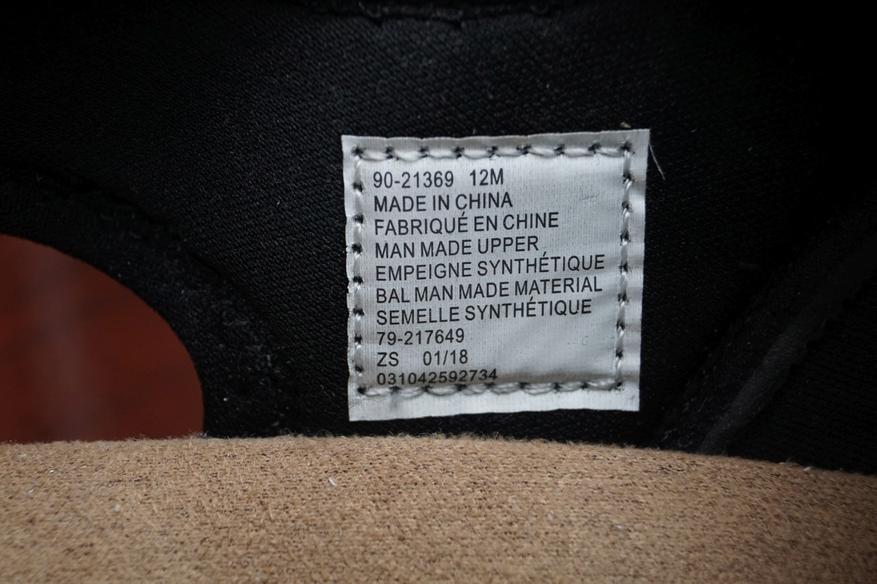 90-21369 12M
MADE IN CHINA
FABRIQUÉ EN CHINE
MAN MADE UPPER
EMPEIGNE SYNTHÉTIQUE
BAL MAN MADE MATERIAL
SEMELLE SYNTHÉTIQUE
79-217649
ZS 01/18
031042592734